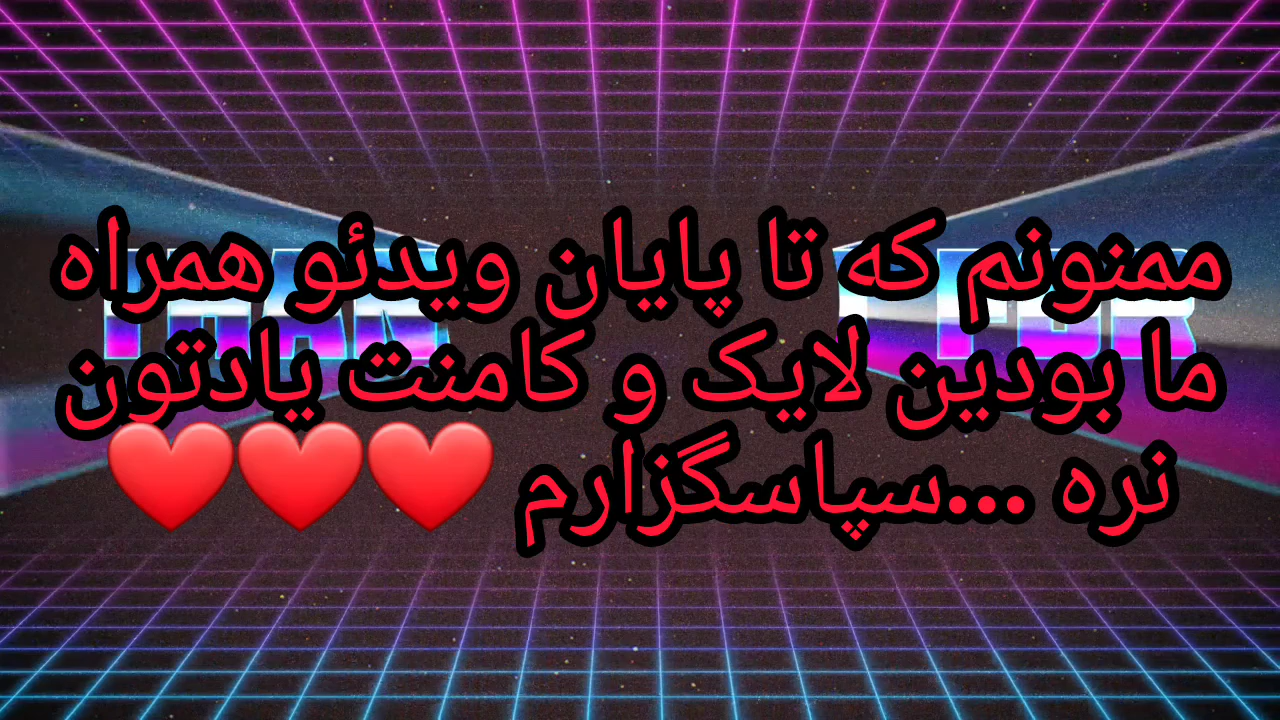 ممنونم که تا پایان ویدئو همراه
ما بودین لایک و کامنت یادتون
نره ...سپاسگزارم ❤️❤️❤️